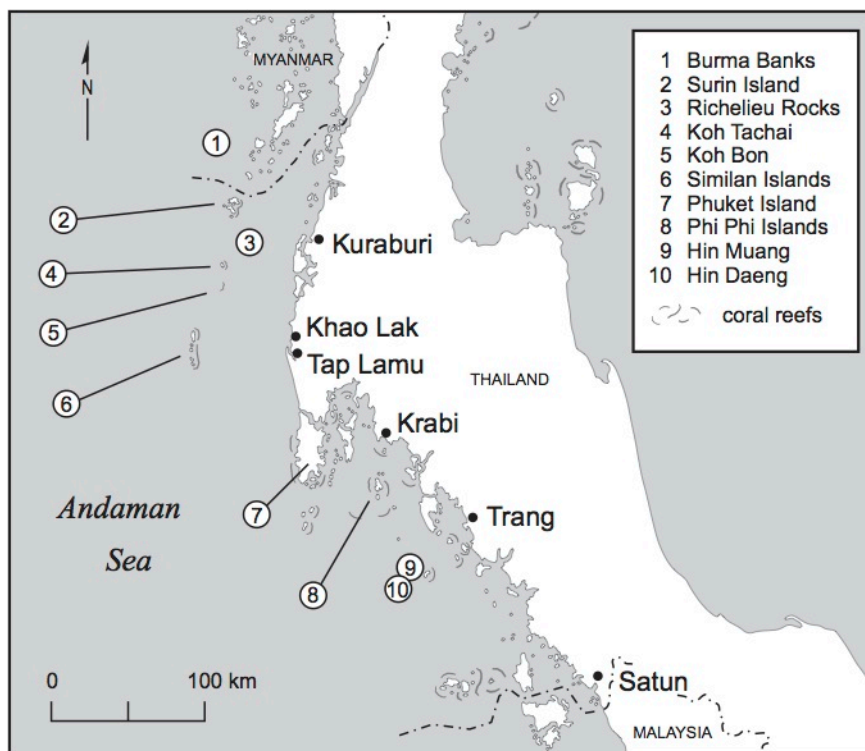 MYANMAR
N
1 Burma Banks
2 Surin Island
3 Richelieu Rocks
4 Koh Tachai
5 Koh Bon
6 Similan Islands
7 Phuket Island
8 Phi Phi Islands
9 Hin Muang
10 Hin Daeng
coral reefs
1
2
3
Kuraburi
4
5
Khao Lak
Tap Lamu
6
THAILAND
Krabi
7
Andaman
Sea
Trang
8
9
10
0 100 km
Satun
MALAYSIA